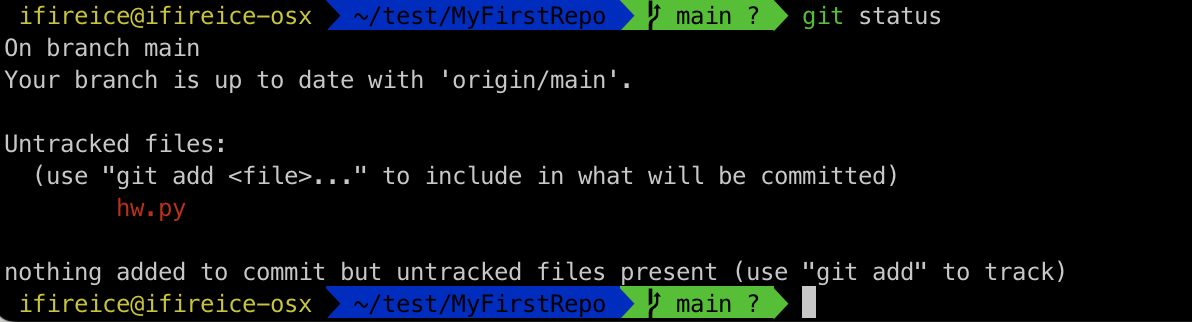 ifireice@ifireice-osx ~/test/MyFirstRepo main ? git status
On branch main
Your branch is up to date with 'origin/main'.
Untracked files:
(use "git add <file>..." to include in what will be committed)
hw.py
nothing added to commit but untracked files present (use "git add" to track)
ifireice@ifireice-osx ~/test/MyFirstRepo main ?